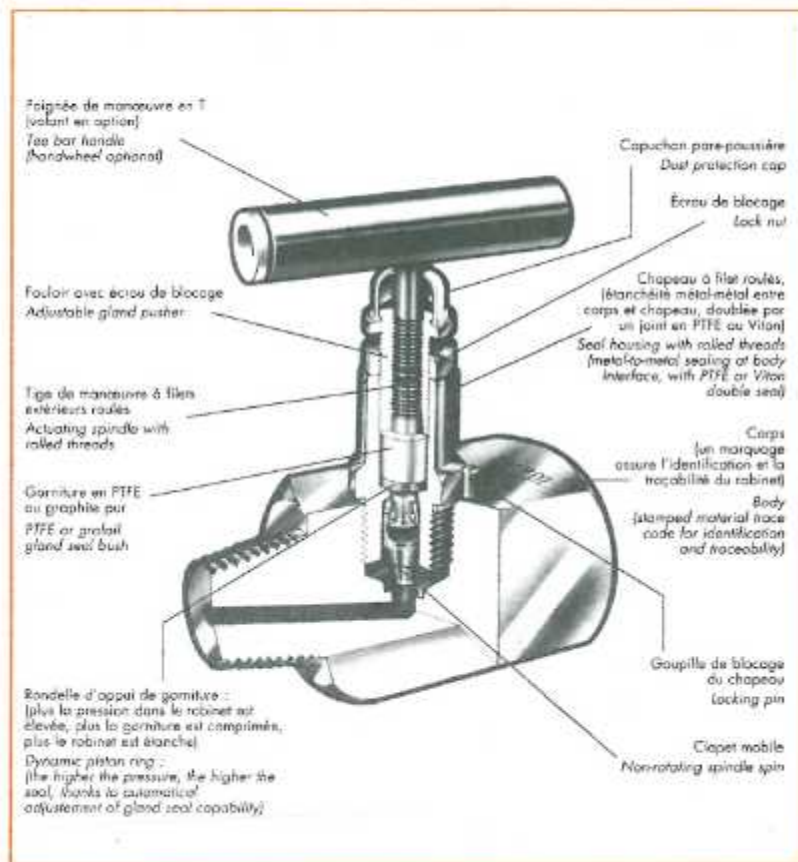 Poignée de manœuvre en T
(volant en option)
Tee bar handle
(handwheel optional)
Fouloir avec écrou de blocage
Adjustable gland pusher
Tige de manœuvre à filets
extérieurs roulés
Actuating spindle with
rolled threads
Garniture en PTFE
ou graphite pur
PTFE or grafoil
gland seal bush
Rondelle d'appui de garniture :
(plus la pression dans le robinet est
élevée, plus la garniture est comprimée,
plus le robinet est étanche)
Dynamic piston ring :
(the higher the pressure, the higher the
seal, thanks to automatical
adjustement of gland seal capability)
Capuchon pare-poussière
Dust protection cap
Écrou de blocage
Lock nut
Chapeau à filet roulés,
(étanchéité métal-métal entre
corps et chapeau, doublée par
un joint en PTFE ou Viton)
Seal housing with rolled threads
(metal-to-metal sealing at body
interface, with PTFE or Viton
double seal)
Corps
(un marquage
assure l'identification et la
traçabilité du robinet)
Body
(stamped material trace
code for identification
and traceability)
Goupille de blocage
du chapeau
Locking pin
Clapet mobile
Non-rotating spindle spin